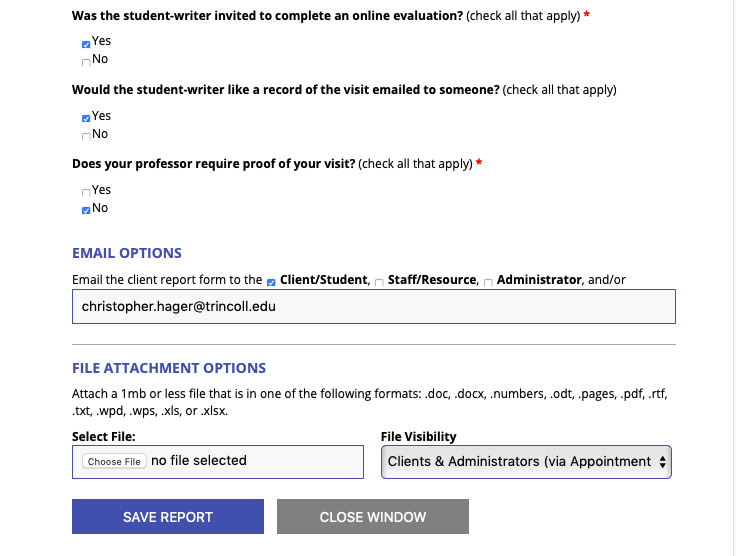 Was the student-writer invited to complete an online evaluation? (check all that apply) *
Yes
No
Would the student-writer like a record of the visit emailed to someone? (check all that apply)
Yes
No
Does your professor require proof of your visit? (check all that apply) *
Yes
No
EMAIL OPTIONS
Email the client report form to the Client/Student, Staff/Resource, Administrator, and/or
christopher.hager@trincoll.edu
FILE ATTACHMENT OPTIONS
Attach a 1mb or less file that is in one of the following formats: .doc, .docx, .numbers, .odt, .pages, .pdf, .rtf,
.txt, .wpd, .wps, .xls, or .xlsx.
Select File: File Visibility
Choose File no file selected Clients & Administrators (via Appointment
SAVE REPORT CLOSE WINDOW